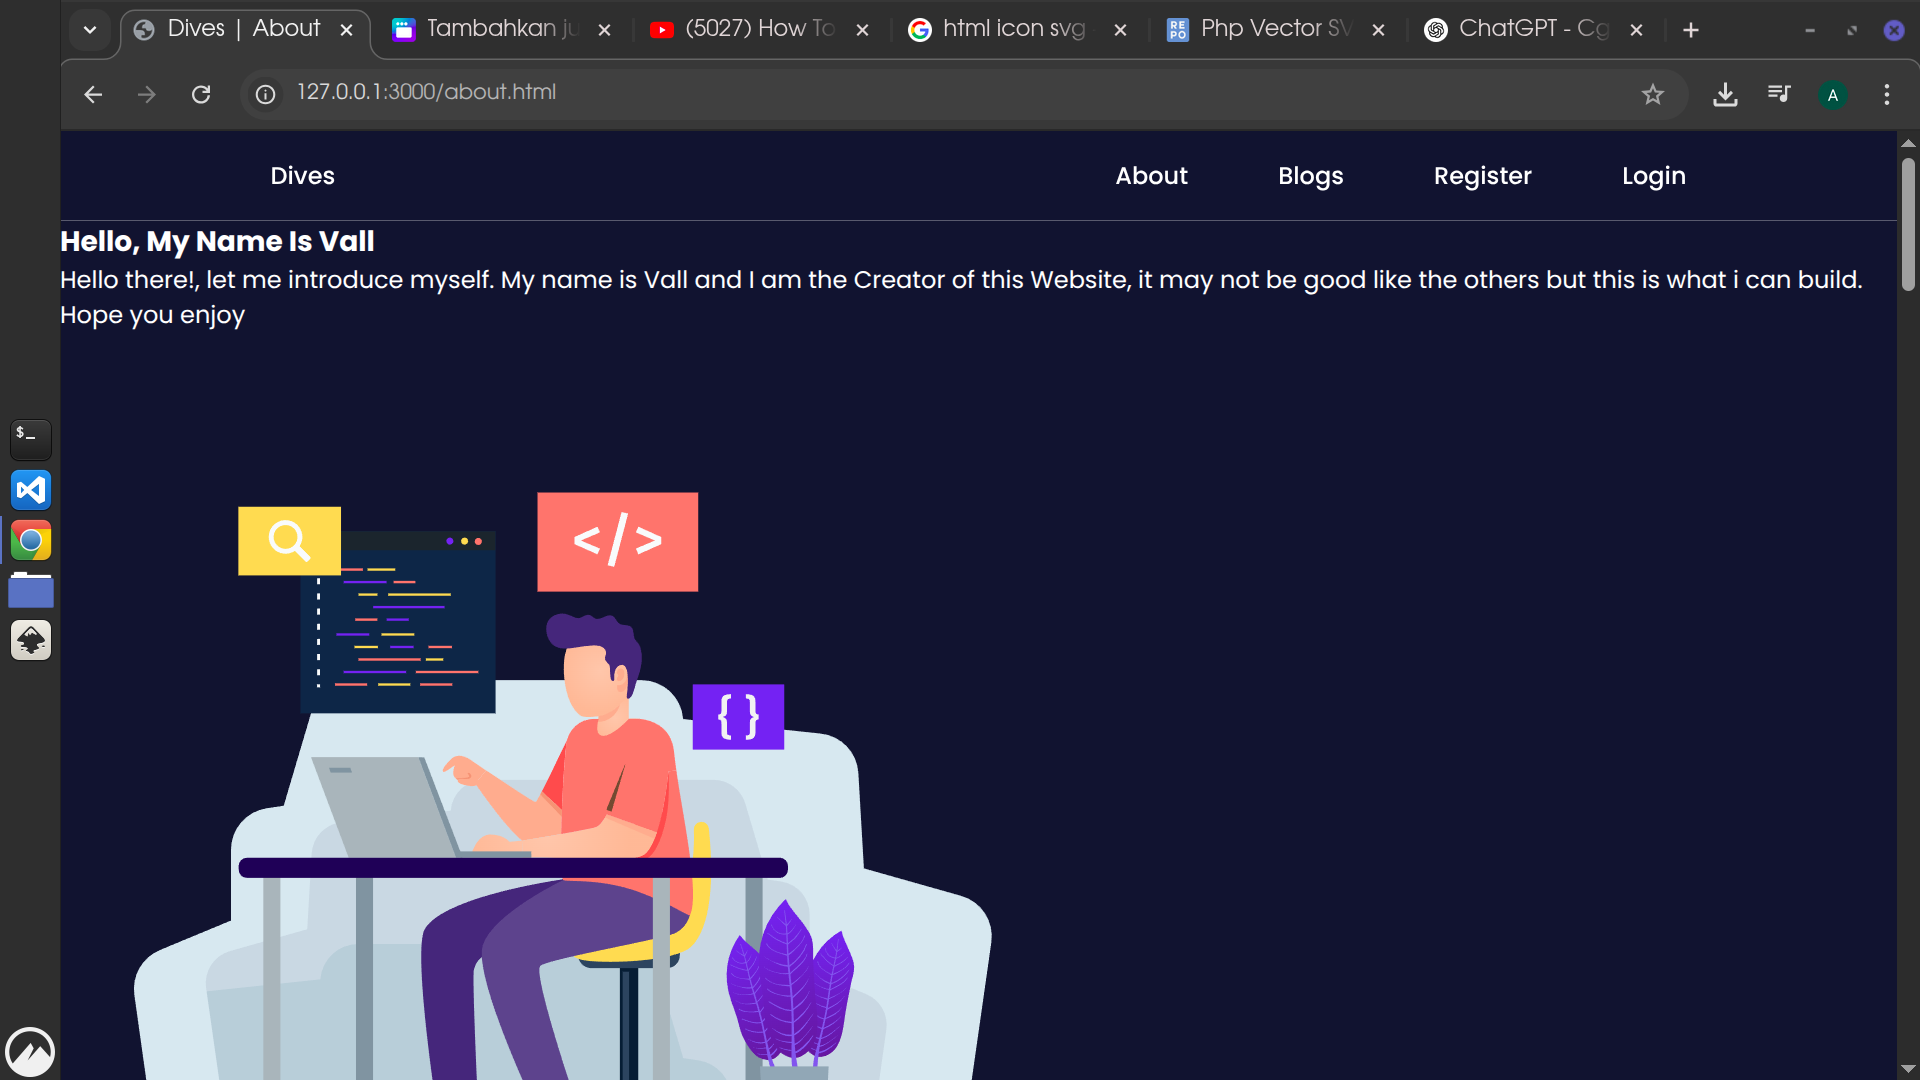 Dives | About
Tambahkan ju
(5027) How To
html icon svg
Php Vector SV
ChatGPT - Cg
127.0.0.1:3000/about.html
A
Dives
About
Blogs
Register
Login
Hello, My Name Is Vall
Hello there!, let me introduce myself. My name is Vall and I am the Creator of this Website, it may not be good like the others but this is what i can build.
Hope you enjoy
$_
</>
{ }
RE
PO